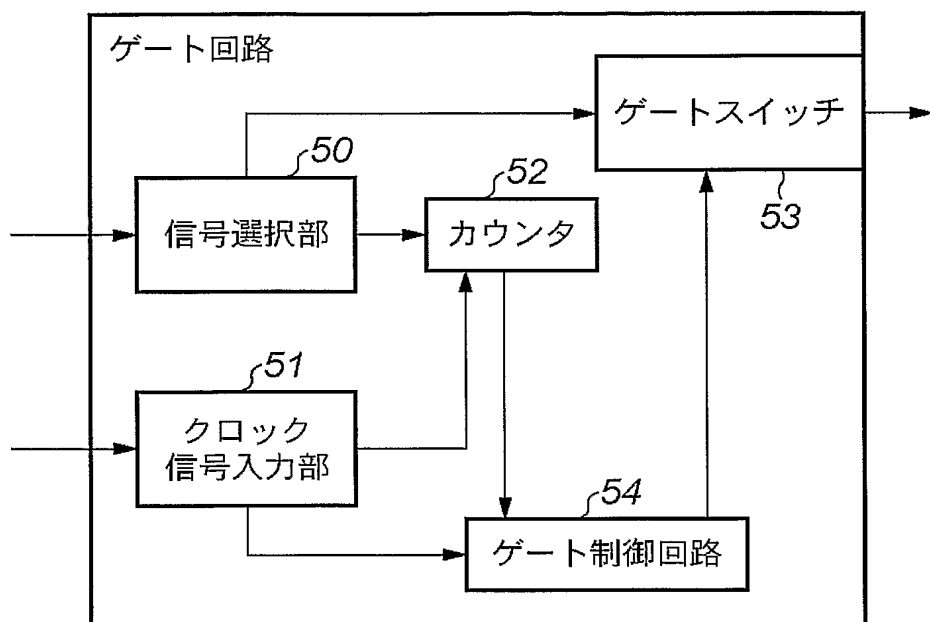 ゲート回路
ゲートスイッチ
53
50
信号選択部
52
カウンタ
51
クロック
信号入力部
54
ゲート制御回路